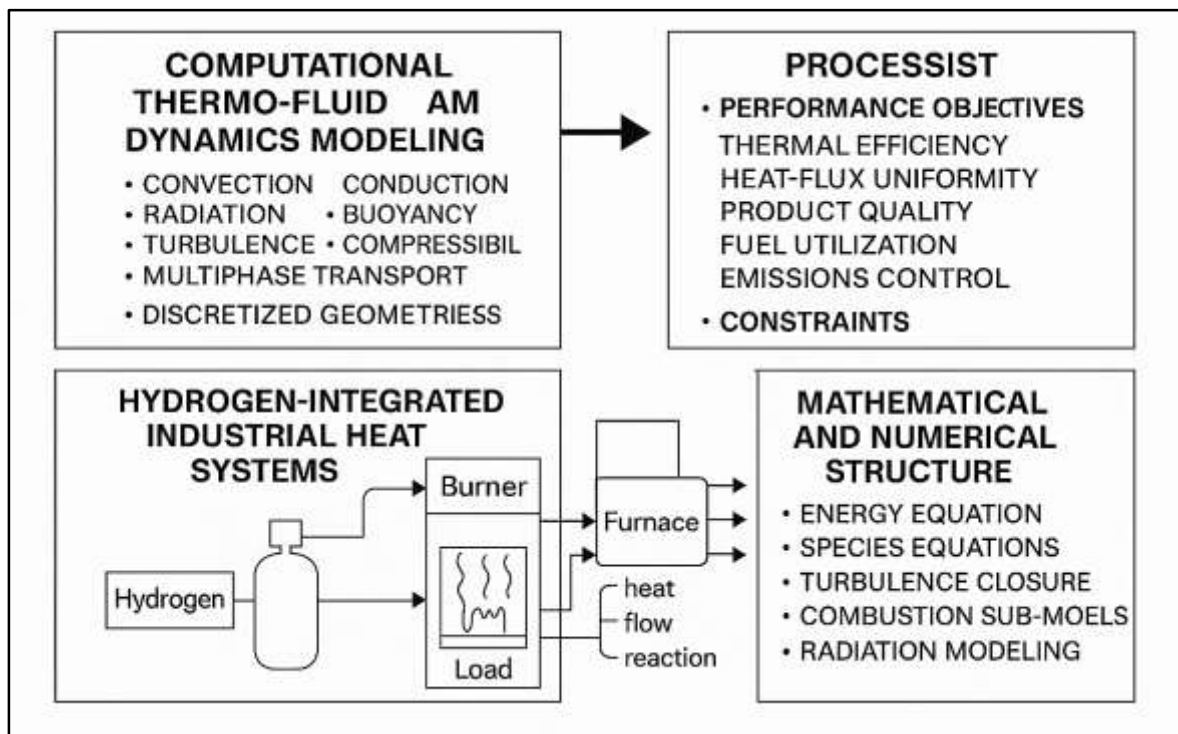 COMPUTATIONAL
THERMO-FLUID AM
DYNAMICS MODELING
• CONVECTION CONDUCTION
• RADIATION • BUOYANCY
• TURBULENCE • COMPRESSIBIL
• MULTIPHASE TRANSPORT
• DISCRETIZED GEOMETRIESS
PROCESSIST
• PERFORMANCE OBJECTIVES
THERMAL EFFICIENCY
HEAT-FLUX UNIFORMITY
PRODUCT QUALITY
FUEL UTILIZATION
EMISSIONS CONTROL
• CONSTRAINTS
HYDROGEN-INTEGRATED
INDUSTRIAL HEAT
SYSTEMS
Burner
Hydrogen
Load
Furnace
heat
flow
reaction
MATHEMATICAL
AND NUMERICAL
STRUCTURE
• ENERGY EQUATION
• SPECIES EQUATIONS
• TURBULENCE CLOSURE
• COMBUSTION SUB-MOELS
• RADIATION MODELING